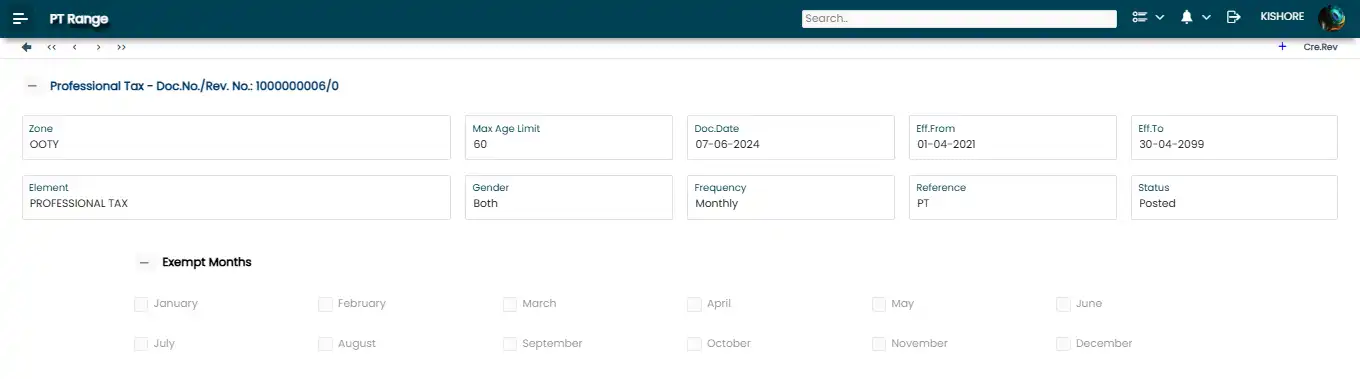 PT Range
Search..
KISHORE
<< < > >>
+ Cre.Rev
Professional Tax - Doc.No./Rev. No.: 1000000006/0
Zone Max Age Limit Doc.Date Eff.From Eff.To
OOTY 60 07-06-2024 01-04-2021 30-04-2099
Element Gender Frequency Reference Status
PROFESSIONAL TAX Both Monthly PT Posted
Exempt Months
January February March April May June
July August September October November December